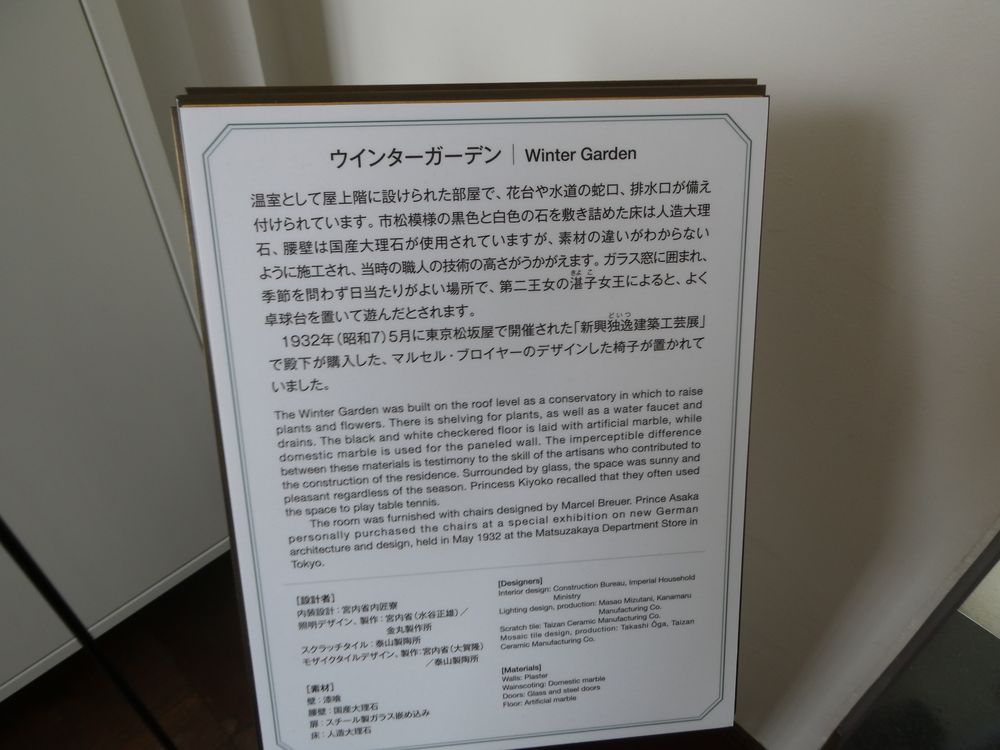 ウインターガーデン｜Winter Garden
温室として屋上階に設けられた部屋で、花台や水道の蛇口、排水口が備え
付けられています。市松模様の黒色と白色の石を敷き詰めた床は人造大理
石、腰壁は国産大理石が使用されていますが、素材の違いがわからない
ように施工され、当時の職人の技術の高さがうかがえます。ガラス窓に囲まれ、
季節を問わず日当たりがよい場所で、第二王女の湛子女王によると、よく
卓球台を置いて遊んだとされます。
1932年（昭和7）5月に東京松坂屋で開催された「新興独逸建築工芸展」
で殿下が購入した、マルセル・ブロイヤーのデザインした椅子が置かれて
いました。
The Winter Garden was built on the roof level as a conservatory in which to raise
plants and flowers. There is shelving for plants, as well as a water faucet and
drains. The black and white checkered floor is laid with artificial marble, while
domestic marble is used for the paneled wall. The imperceptible difference
between these materials is testimony to the skill of the artisans who contributed to
the construction of the residence. Surrounded by glass, the space was sunny and
pleasant regardless of the season. Princess Kiyoko recalled that they often used
the space to play table tennis.
The room was furnished with chairs designed by Marcel Breuer. Prince Asaka
personally purchased the chairs at a special exhibition on new German
architecture and design, held in May 1932 at the Matsuzakaya Department Store in
Tokyo.
［設計者］
内装設計：宮内省内匠寮
照明デザイン、製作：宮内省（水谷正雄）／
金丸製作所
スクラッチタイル：泰山製陶所
モザイクタイルデザイン、製作：宮内省（大賀隆）
／泰山製陶所
［素材］
壁：漆喰
腰壁：国産大理石
扉：スチール製ガラス嵌め込み
床：人造大理石
[Designers]
Interior design: Construction Bureau, Imperial Household
Ministry
Lighting design, production: Masao Mizutani, Kanamaru
Manufacturing Co.
Scratch tile: Taizan Ceramic Manufacturing Co.
Mosaic tile design, production: Takashi Ōga, Taizan
Ceramic Manufacturing Co.
[Materials]
Walls: Plaster
Wainscoting: Domestic marble
Doors: Glass and steel doors
Floor: Artificial marble